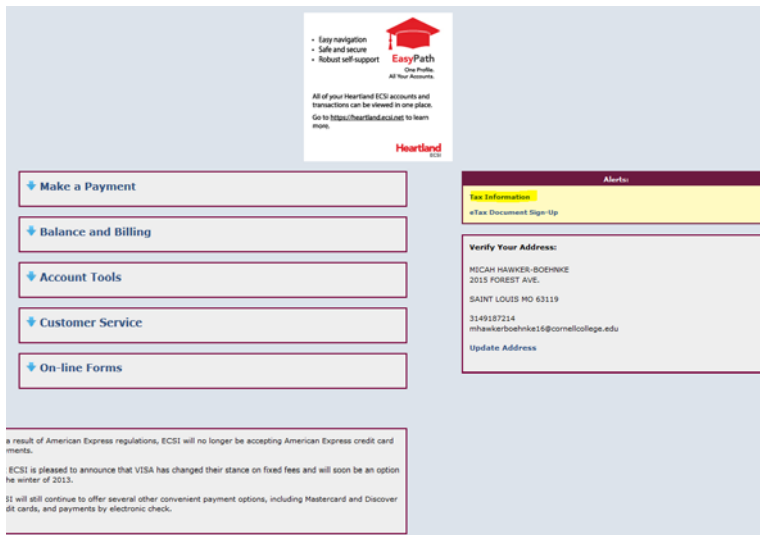 • Easy navigation
• Safe and secure
• Robust self-support
EasyPath
One Profile.
All Your Accounts.
All of your Heartland ECSI accounts and
transactions can be viewed in one place.
Go to https://heartland.ecsi.net to learn
more.
Heartland
ECSI
Make a Payment
Balance and Billing
Account Tools
Customer Service
On-line Forms
Alerts:
Tax Information
eTax Document Sign-Up
Verify Your Address:
MICAH HAWKER-BOEHNKE
2015 FOREST AVE.
SAINT LOUIS MO 63119
3149187214
mhawkerboehnke16@cornellcollege.edu
Update Address
a result of American Express regulations, ECSI will no longer be accepting American Express credit card
ments.
ECSI is pleased to announce that VISA has changed their stance on fixed fees and will soon be an option
he winter of 2013.
SI will still continue to offer several other convenient payment options, including Mastercard and Discover
dit cards, and payments by electronic check.